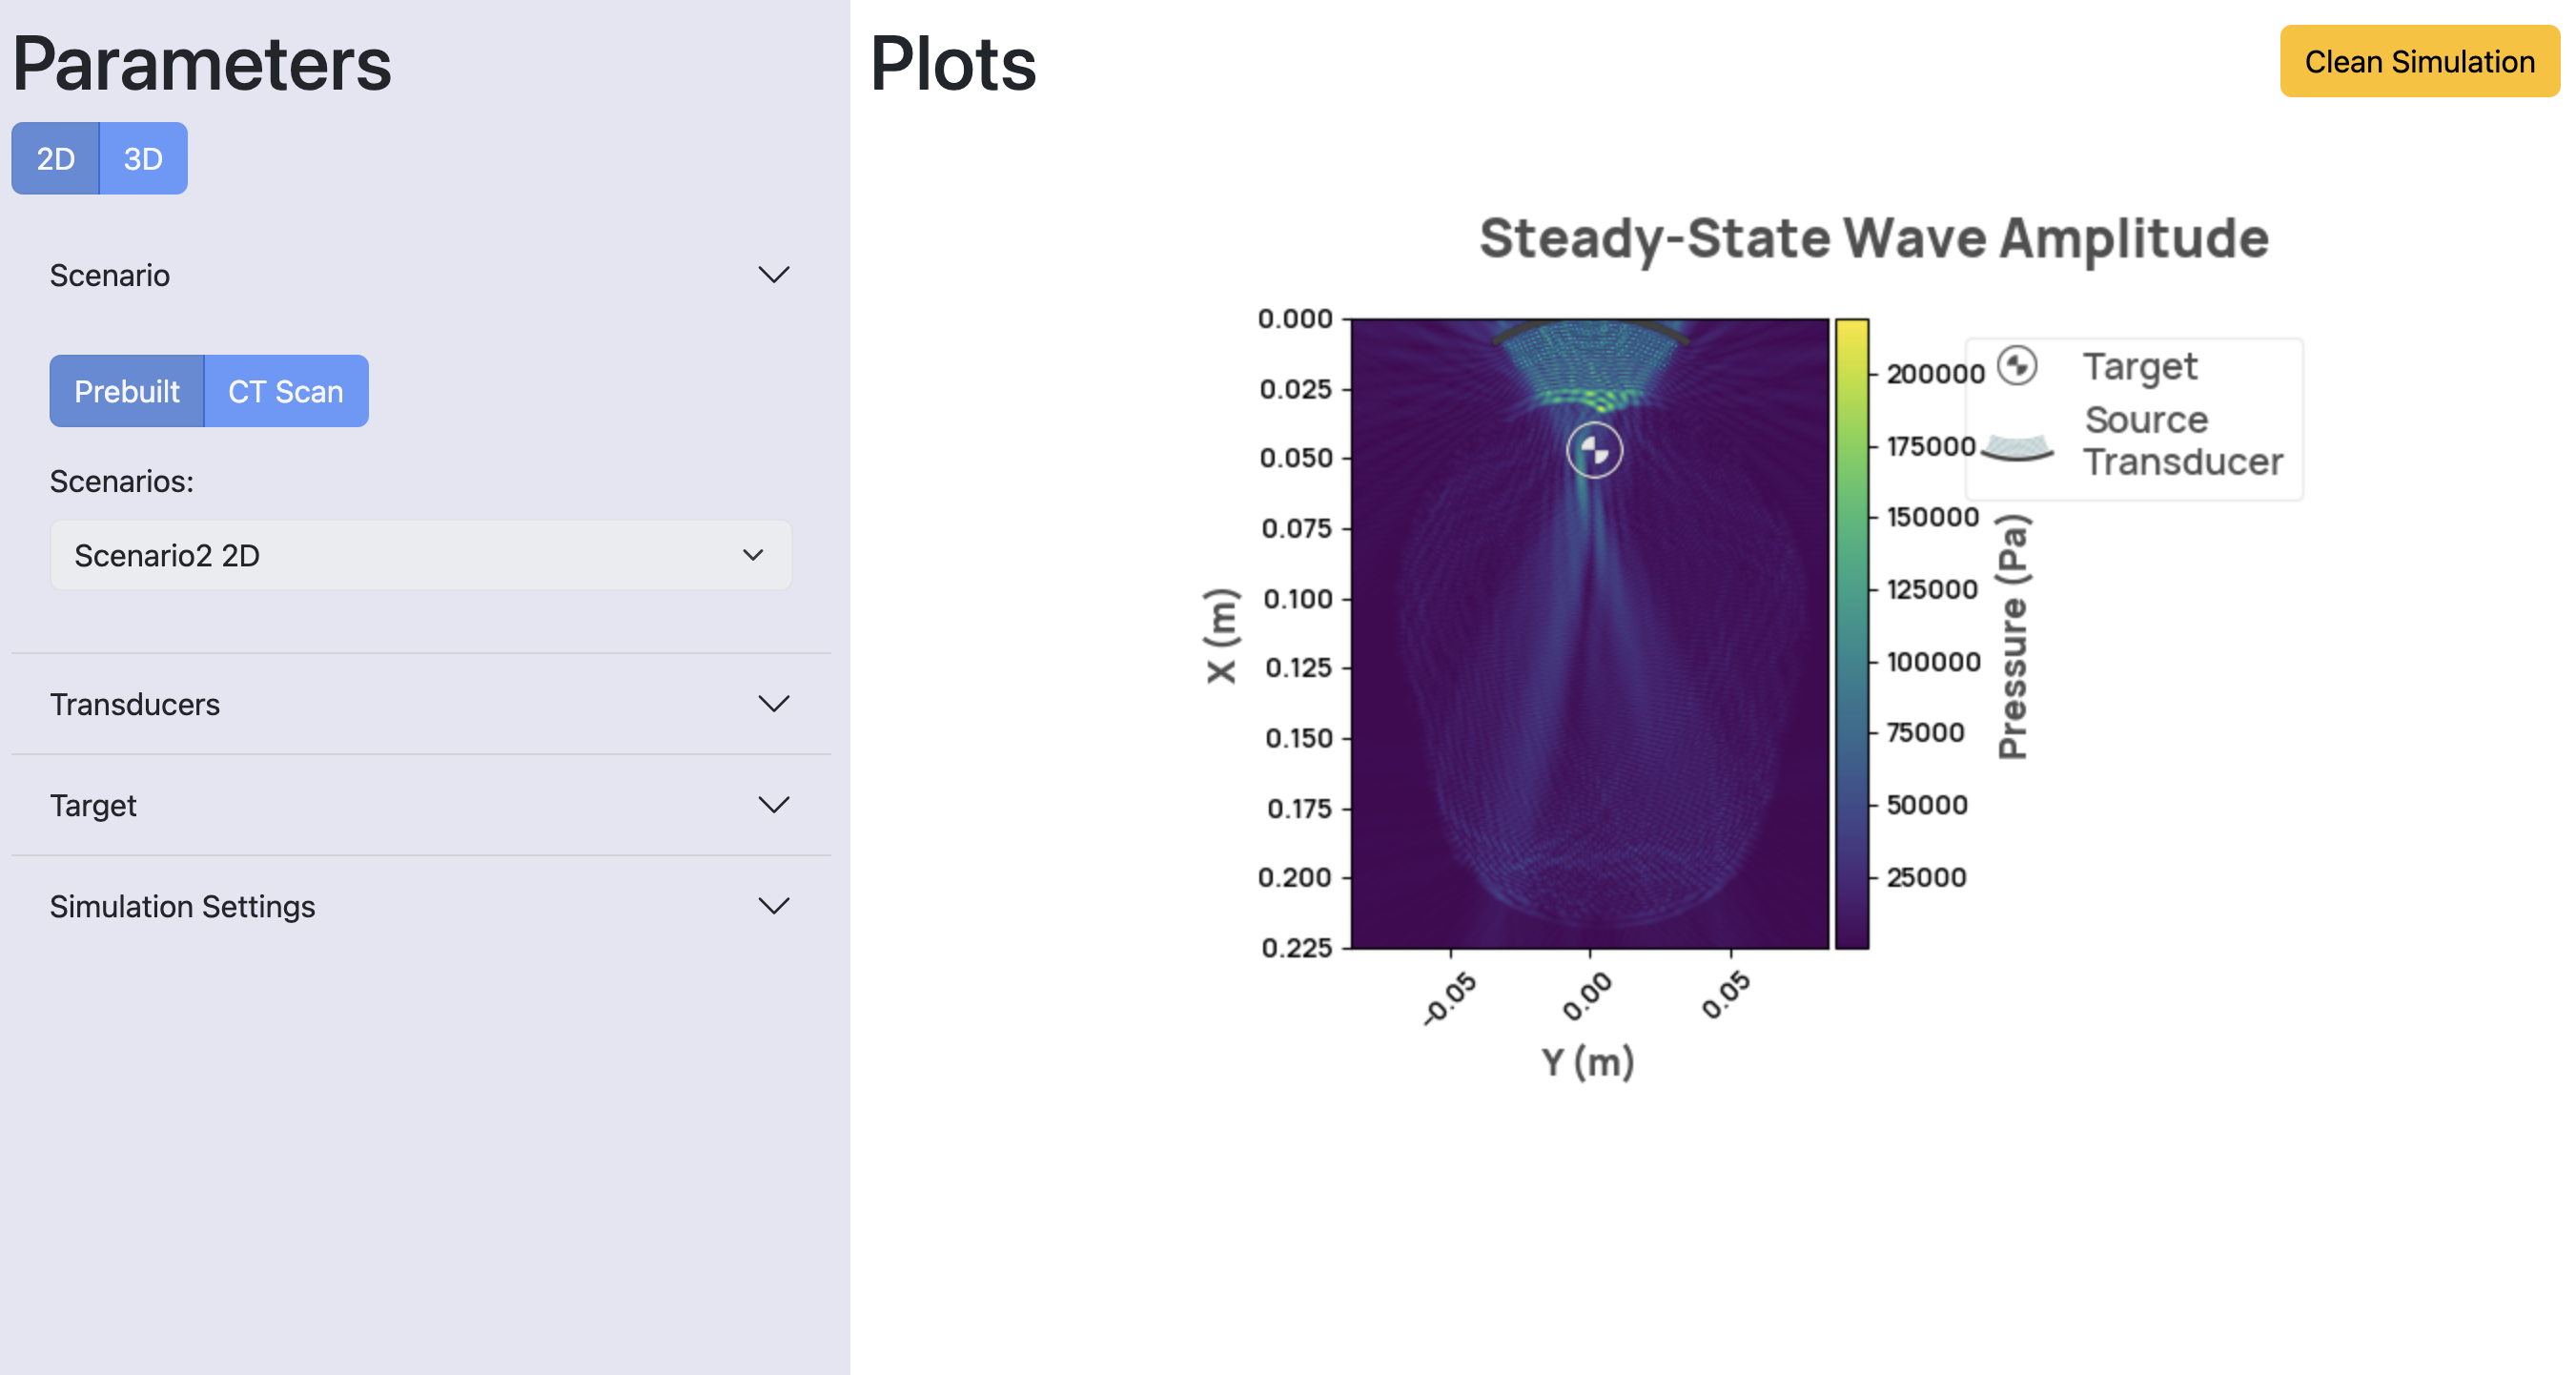 Parameters
2D
3D
Scenario
Prebuilt
CT Scan
Scenarios:
Scenario2 2D
Transducers
Target
Simulation Settings
Plots
Clean Simulation
Steady-State Wave Amplitude
0.000
0.025
0.050
0.075
0.100
0.125
0.150
0.175
0.200
0.225
X (m)
-0.05
0.00
0.05
Y (m)
200000
175000
150000
125000
100000
75000
50000
25000
Pressure (Pa)
Target
Source
Transducer